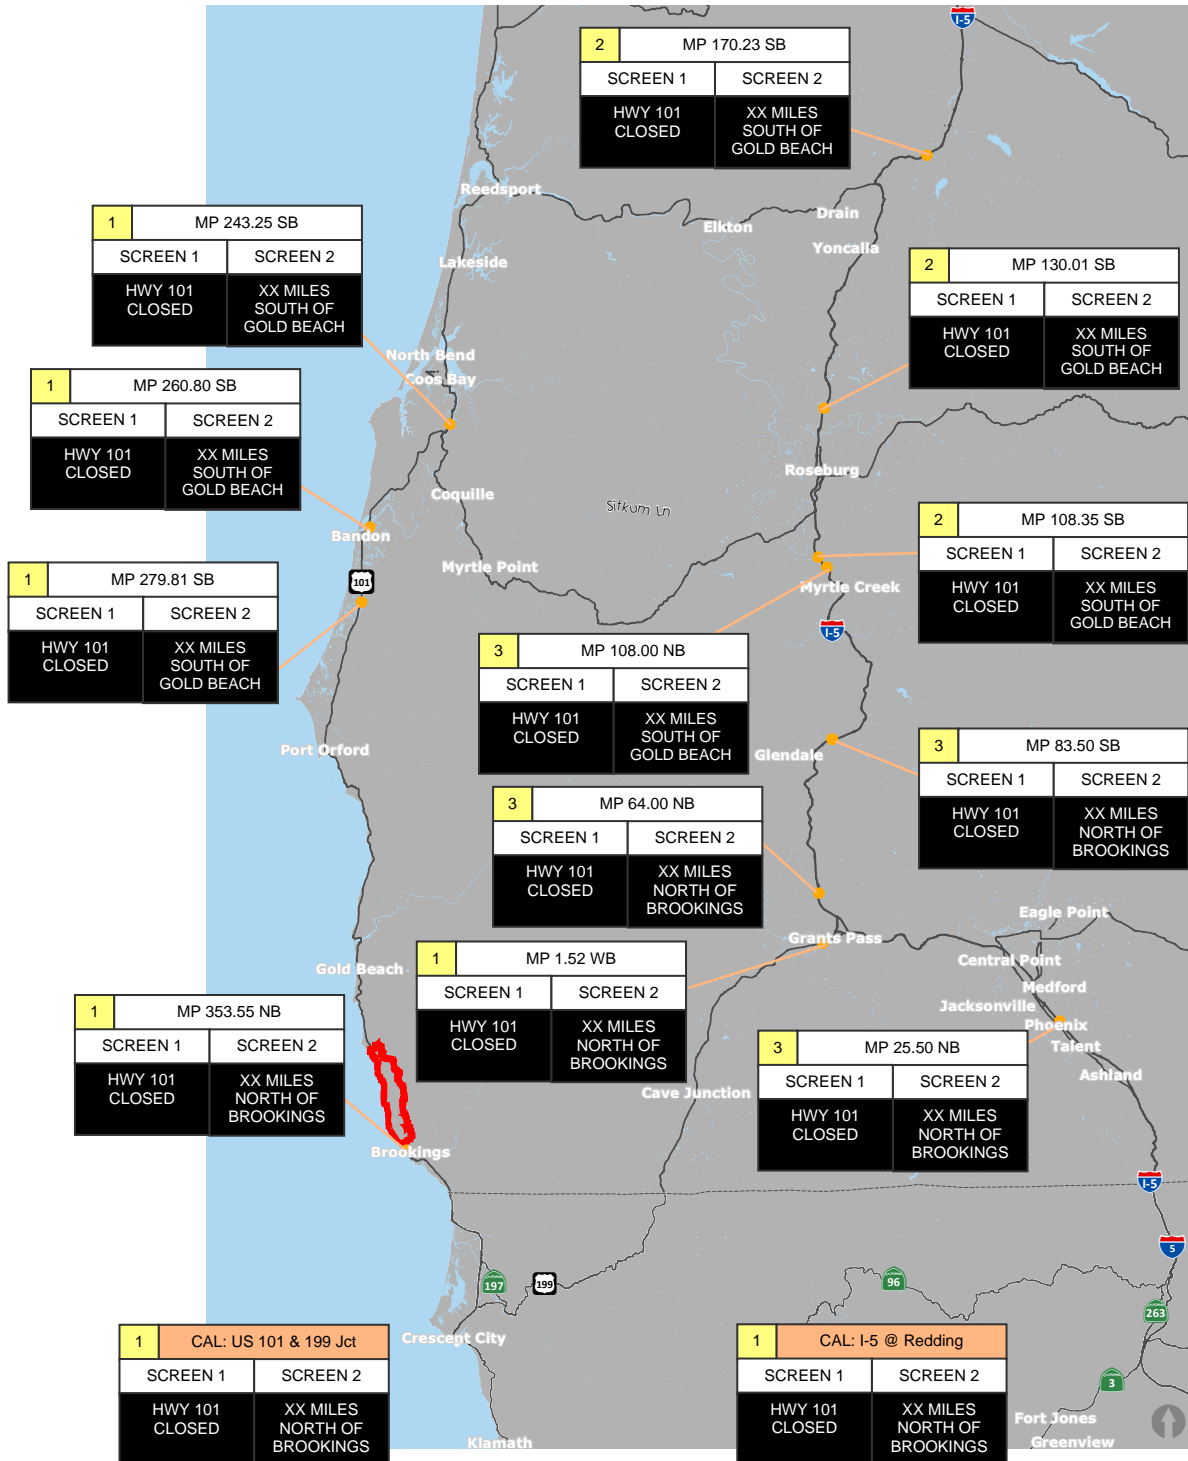 I-5
2 MP 170.23 SB
SCREEN 1 SCREEN 2
HWY 101 CLOSED
XX MILES SOUTH OF GOLD BEACH
Reedsport
Drain
Elkton
Yoncalla
1 MP 243.25 SB
SCREEN 1 SCREEN 2
HWY 101 CLOSED
XX MILES SOUTH OF GOLD BEACH
Lakeside
2 MP 130.01 SB
SCREEN 1 SCREEN 2
HWY 101 CLOSED
XX MILES SOUTH OF GOLD BEACH
North Bend
Coos Bay
1 MP 260.80 SB
SCREEN 1 SCREEN 2
HWY 101 CLOSED
XX MILES SOUTH OF GOLD BEACH
Roseburg
Coquille
Sitkum Ln
Bandon
2 MP 108.35 SB
SCREEN 1 SCREEN 2
HWY 101 CLOSED
XX MILES SOUTH OF GOLD BEACH
Myrtle Point
101
Myrtle Creek
1 MP 279.81 SB
SCREEN 1 SCREEN 2
HWY 101 CLOSED
XX MILES SOUTH OF GOLD BEACH
I-5
3 MP 108.00 NB
SCREEN 1 SCREEN 2
HWY 101 CLOSED
XX MILES SOUTH OF GOLD BEACH
Port Orford
Glendale
3 MP 83.50 SB
SCREEN 1 SCREEN 2
HWY 101 CLOSED
XX MILES NORTH OF BROOKINGS
3 MP 64.00 NB
SCREEN 1 SCREEN 2
HWY 101 CLOSED
XX MILES NORTH OF BROOKINGS
Eagle Point
Grants Pass
Central Point
Gold Beach
1 MP 1.52 WB
SCREEN 1 SCREEN 2
HWY 101 CLOSED
XX MILES NORTH OF BROOKINGS
Medford
Jacksonville
Phoenix
Talent
Ashland
1 MP 353.55 NB
SCREEN 1 SCREEN 2
HWY 101 CLOSED
XX MILES NORTH OF BROOKINGS
3 MP 25.50 NB
SCREEN 1 SCREEN 2
HWY 101 CLOSED
XX MILES NORTH OF BROOKINGS
Cave Junction
Brookings
I-5
5
197
199
96
263
Crescent City
1 CAL: US 101 & 199 Jct
SCREEN 1 SCREEN 2
HWY 101 CLOSED
XX MILES NORTH OF BROOKINGS
1 CAL: I-5 @ Redding
SCREEN 1 SCREEN 2
HWY 101 CLOSED
XX MILES NORTH OF BROOKINGS
3
Fort Jones
Greenview
Klamath